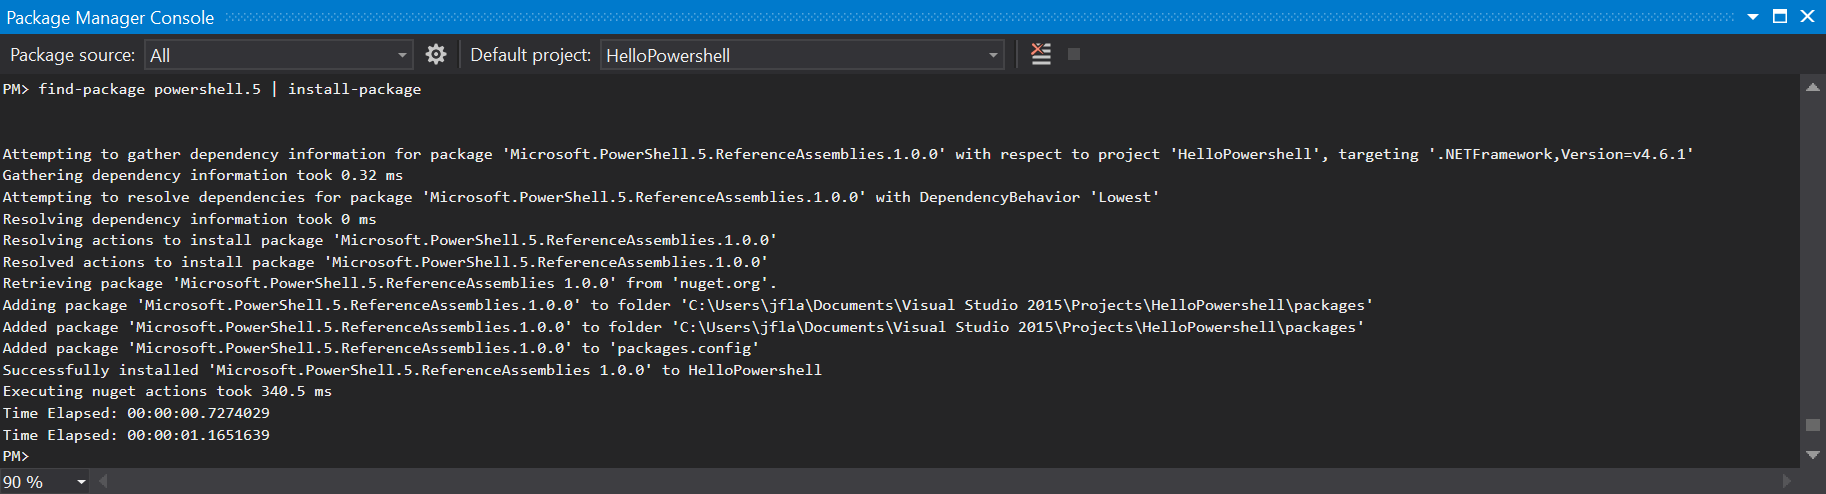 Package Manager Console
Package source: All Default project: HelloPowershell
PM> find-package powershell.5 | install-package
Attempting to gather dependency information for package 'Microsoft.PowerShell.5.ReferenceAssemblies.1.0.0' with respect to project 'HelloPowershell', targeting '.NETFramework,Version=v4.6.1'
Gathering dependency information took 0.32 ms
Attempting to resolve dependencies for package 'Microsoft.PowerShell.5.ReferenceAssemblies.1.0.0' with DependencyBehavior 'Lowest'
Resolving dependency information took 0 ms
Resolving actions to install package 'Microsoft.PowerShell.5.ReferenceAssemblies.1.0.0'
Resolved actions to install package 'Microsoft.PowerShell.5.ReferenceAssemblies.1.0.0'
Retrieving package 'Microsoft.PowerShell.5.ReferenceAssemblies 1.0.0' from 'nuget.org'.
Adding package 'Microsoft.PowerShell.5.ReferenceAssemblies.1.0.0' to folder 'C:\Users\jfla\Documents\Visual Studio 2015\Projects\HelloPowershell\packages'
Added package 'Microsoft.PowerShell.5.ReferenceAssemblies.1.0.0' to folder 'C:\Users\jfla\Documents\Visual Studio 2015\Projects\HelloPowershell\packages'
Added package 'Microsoft.PowerShell.5.ReferenceAssemblies.1.0.0' to 'packages.config'
Successfully installed 'Microsoft.PowerShell.5.ReferenceAssemblies 1.0.0' to HelloPowershell
Executing nuget actions took 340.5 ms
Time Elapsed: 00:00:00.7274029
Time Elapsed: 00:00:01.1651639
PM>
90 %